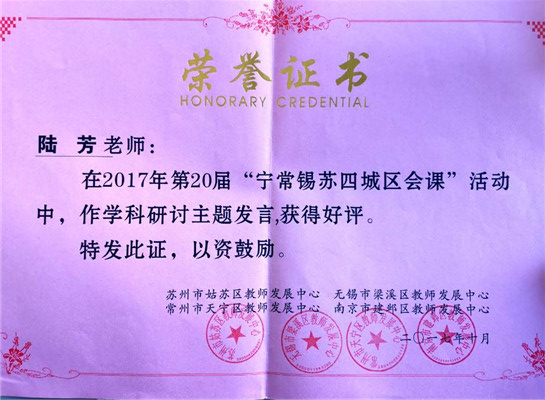 荣誉证书
HONORARY CREDENTIAL
陆 芳老师：
在2017年第20届“宁常锡苏四城区会课”活动
中，作学科研讨主题发言,获得好评。
特发此证，以资鼓励。
苏州市姑苏区教师发展中心 无锡市梁溪区教师发展中心
常州市天宁区教师发展中心 南京市建邺区教师发展中心
二〇一七年十月